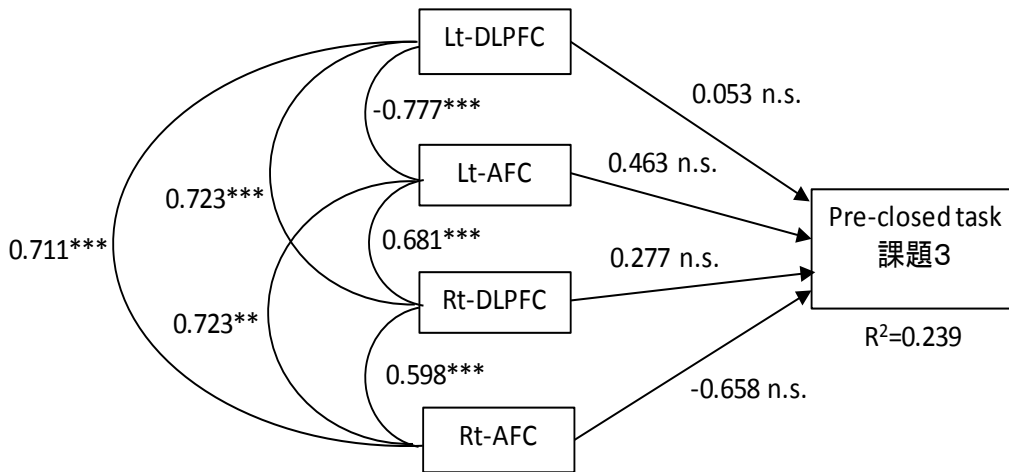 Lt-DLPFC
0.053 n.s.
-0.777***
Lt-AFC
0.463 n.s.
0.723***
Pre-closed task
課題3
0.711***
0.681***
0.277 n.s.
Rt-DLPFC
0.723**
R²=0.239
0.598***
-0.658 n.s.
Rt-AFC